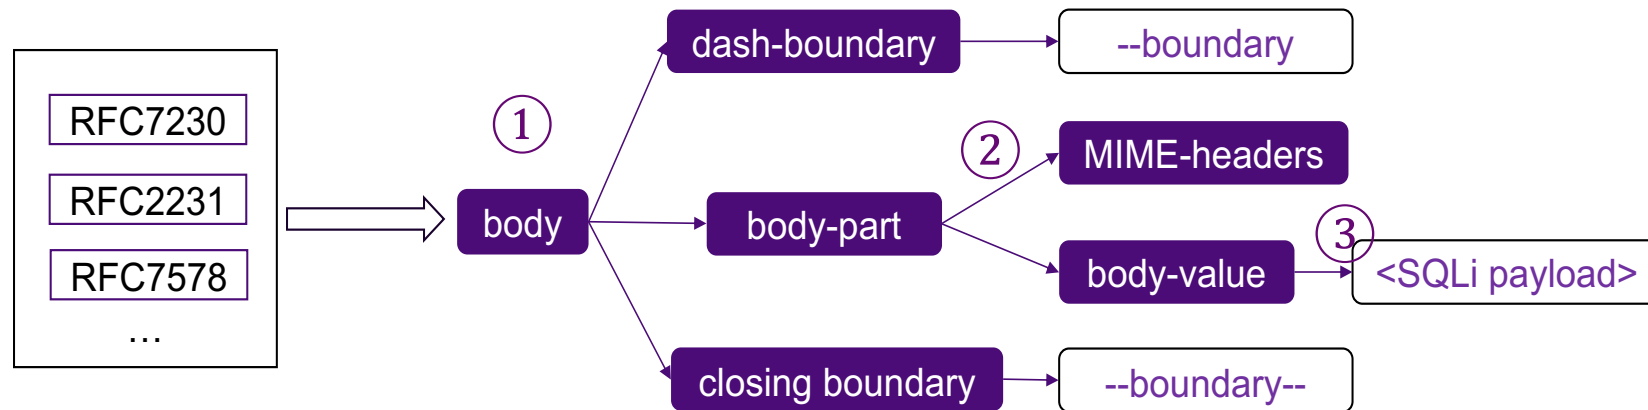 RFC7230
RFC2231
RFC7578
...
①
body
dash-boundary
--boundary
②
body-part
MIME-headers
body-value
③
<SQLi payload>
closing boundary
--boundary--